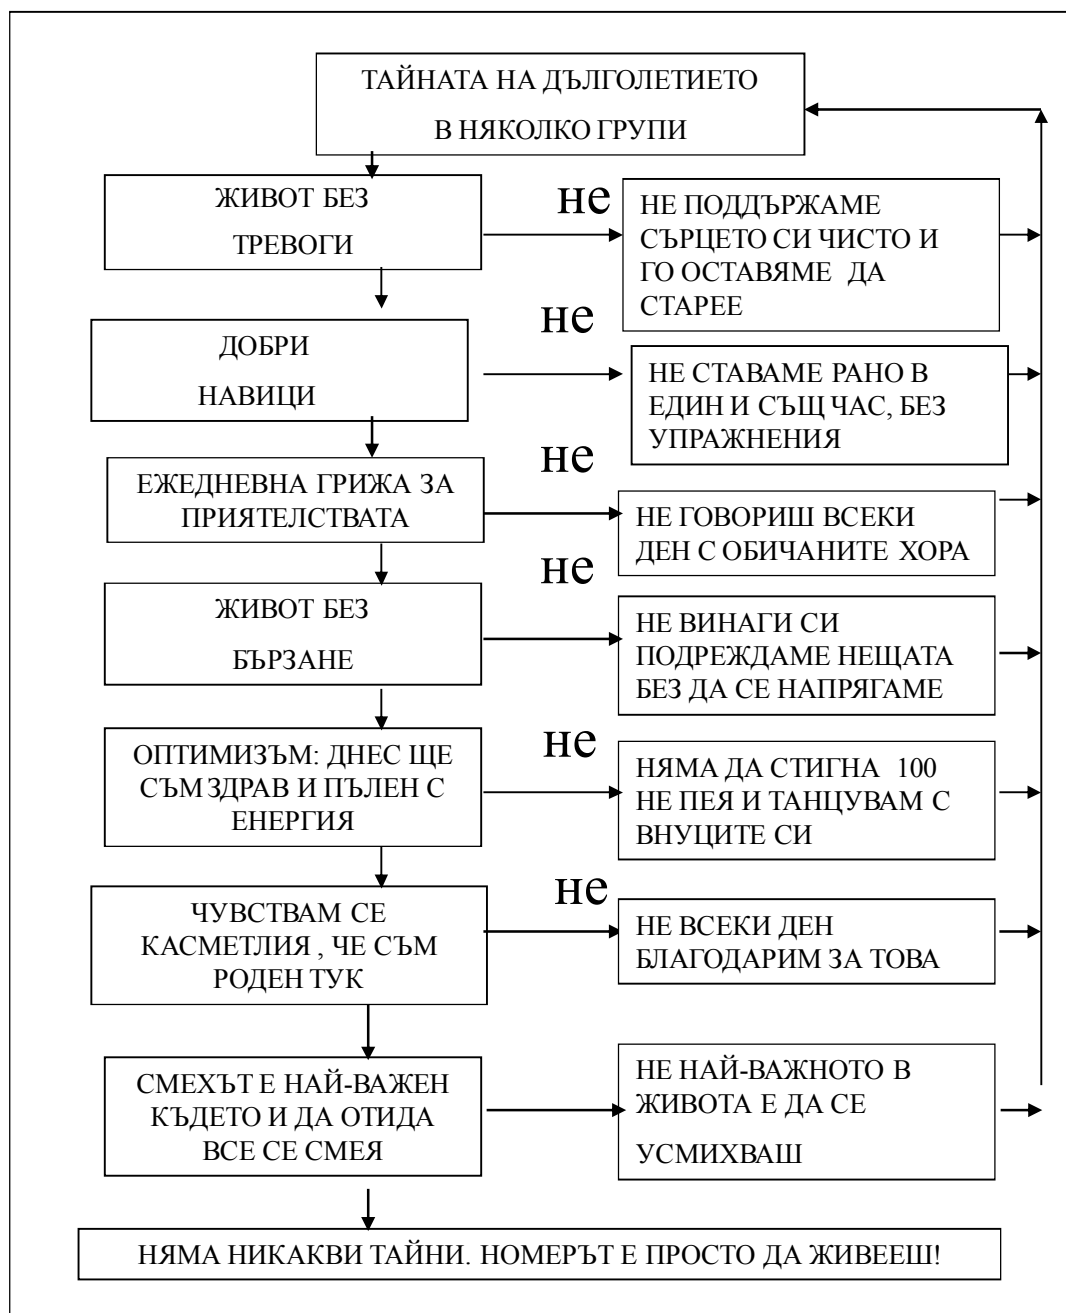 ТАЙНАТА НА ДЪЛГОЛЕТИЕТО
В НЯКОЛКО ГРУПИ
ЖИВОТ БЕЗ
ТРЕВОГИ
не
НЕ ПОДДЪРЖАМЕ
СЪРЦЕТО СИ ЧИСТО И
ГО ОСТАВЯМЕ ДА
СТАРЕЕ
ДОБРИ
НАВИЦИ
не
НЕ СТАВАМЕ РАНО В
ЕДИН И СЪЩ ЧАС, БЕЗ
УПРАЖНЕНИЯ
ЕЖЕДНЕВНА ГРИЖА ЗА
ПРИЯТЕЛСТВАТА
не
НЕ ГОВОРИШ ВСЕКИ
ДЕН С ОБИЧАНИТЕ ХОРА
ЖИВОТ БЕЗ
БЪРЗАНЕ
не
НЕ ВИНАГИ СИ
ПОДРЕЖДАМЕ НЕЩАТА
БЕЗ ДА СЕ НАПРЯГАМЕ
ОПТИМИЗЪМ: ДНЕС ЩЕ
СЪМ ЗДРАВ И ПЪЛЕН С
ЕНЕРГИЯ
не
НЯМА ДА СТИГНА 100
НЕ ПЕЯ И ТАНЦУВАМ С
ВНУЦИТЕ СИ
ЧУВСТВАМ СЕ
КАСМЕТЛИЯ , ЧЕ СЪМ
РОДЕН ТУК
не
НЕ ВСЕКИ ДЕН
БЛАГОДАРИМ ЗА ТОВА
СМЕХЪТ Е НАЙ-ВАЖЕН
КЪДЕТО И ДА ОТИДА
ВСЕ СЕ СМЕЯ
НЕ НАЙ-ВАЖНОТО В
ЖИВОТА Е ДА СЕ
УСМИХВАШ
НЯМА НИКАКВИ ТАЙНИ. НОМЕРЪТ Е ПРОСТО ДА ЖИВЕЕШ!